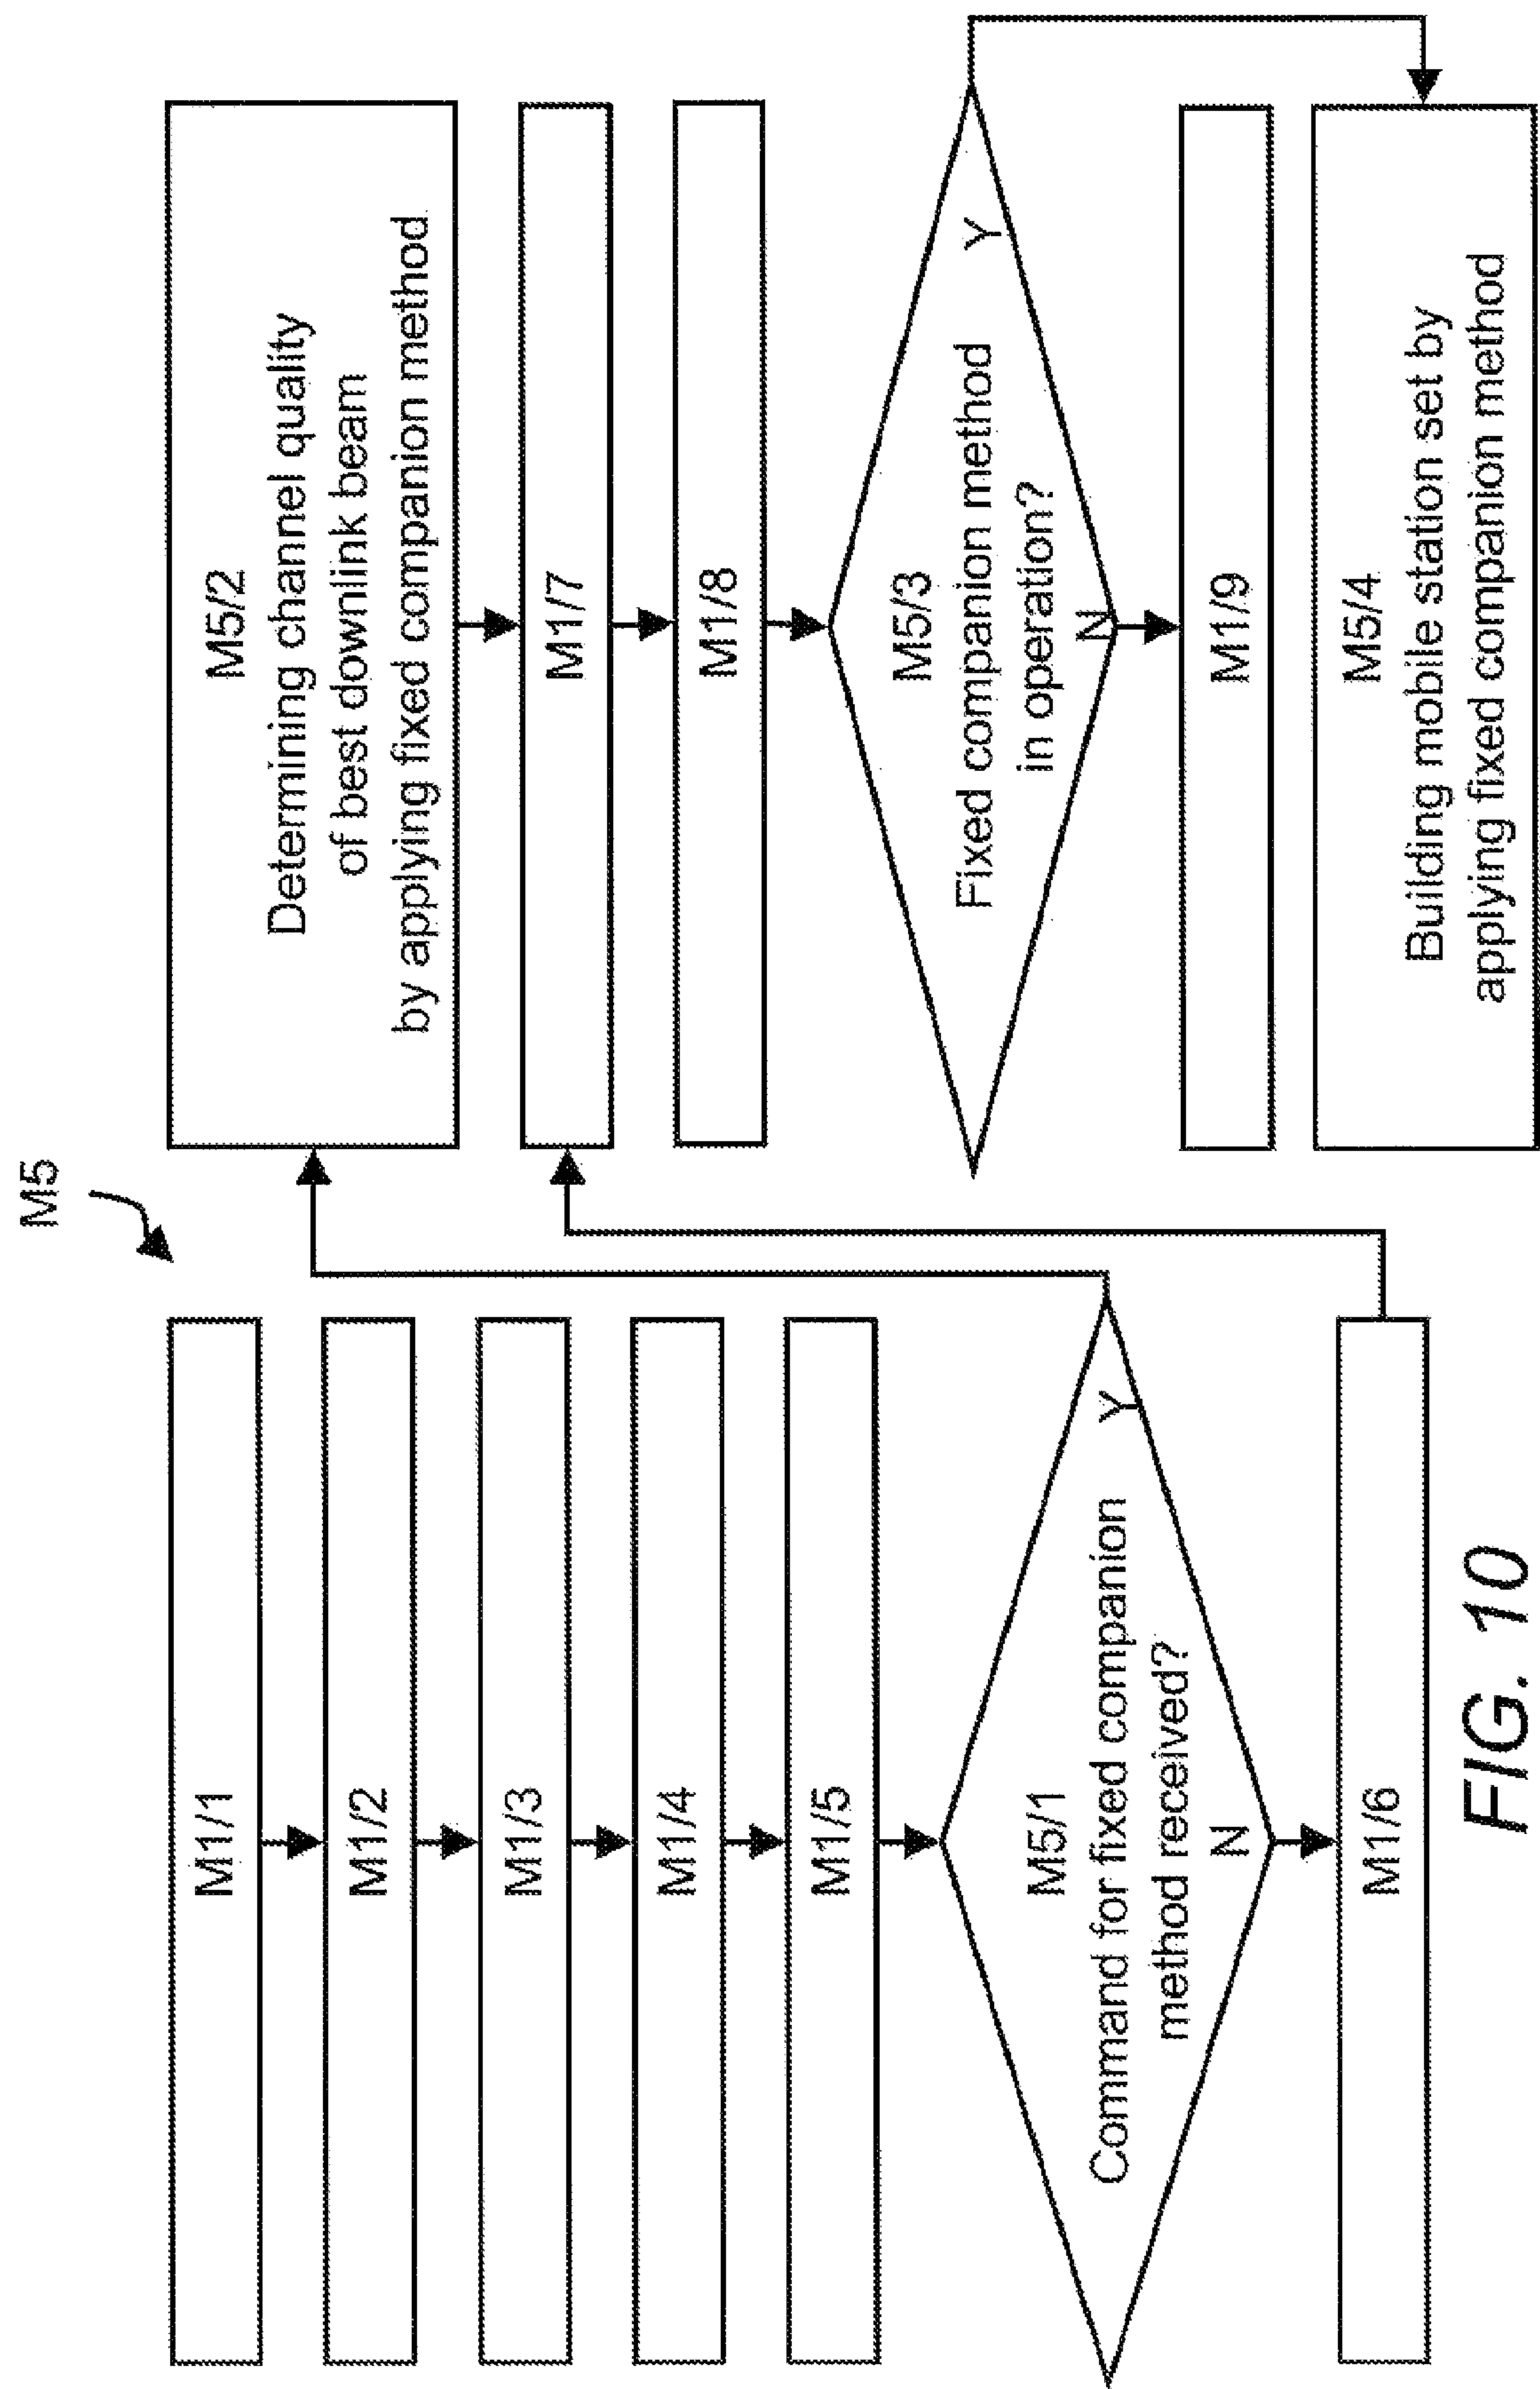 M5
M1/1
M1/2
M1/3
M1/4
M1/5
M5/1
Command for fixed companion
method received?
Y
N
M1/6
M5/2
Determining channel quality
of best downlink beam
by applying fixed companion method
M1/7
M1/8
M5/3
Fixed companion method
in operation?
Y
N
M1/9
M5/4
Building mobile station set by
applying fixed companion method
FIG. 10